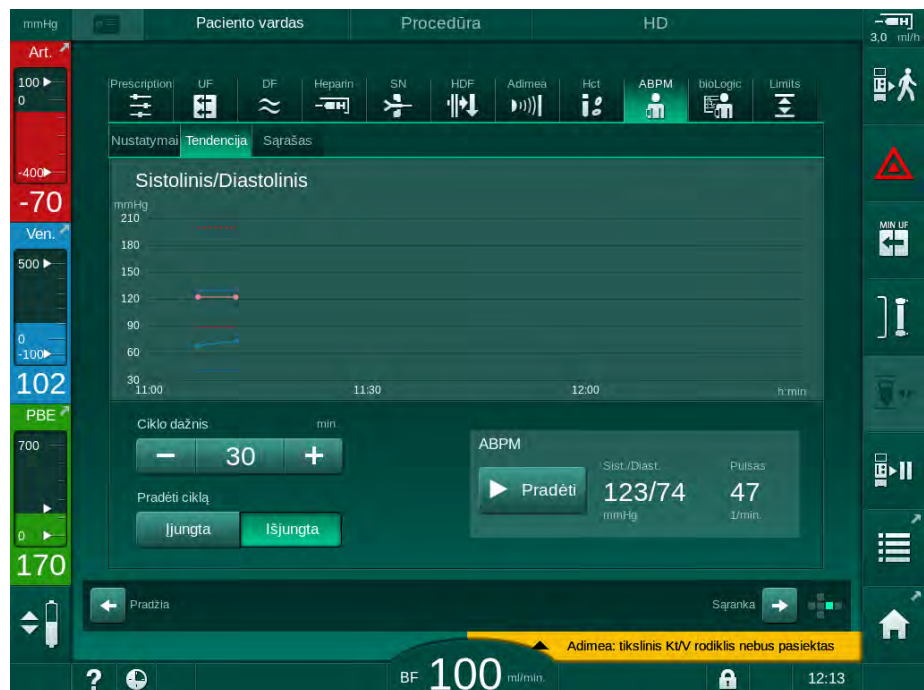 mmHg
Paciento vardas
Procedūra
HD
3,0 ml/h
Art.
100
0
-400
-70
Ven.
500
0
-100
102
PBE
700
0
170
Prescription
UF
DF
Heparin
SN
HDF
Adimea
Hct
ABPM
bioLogic
Limits
Nustatymai
Tendencija
Sąrašas
Sistolinis/Diastolinis
mmHg
210
180
150
120
90
60
30
11:00
11:30
12:00
h:min
Ciklo dažnis
min.
30
Pradėti ciklą
Įjungta
Išjungta
ABPM
Pradėti
Sist./Diast.
123/74
mmHg
Pulsas
47
1/min.
MIN UF
Pradžia
Sąranka
Adimea: tikslinis Kt/V rodiklis nebus pasiektas
?
BF 100 ml/min.
12:13